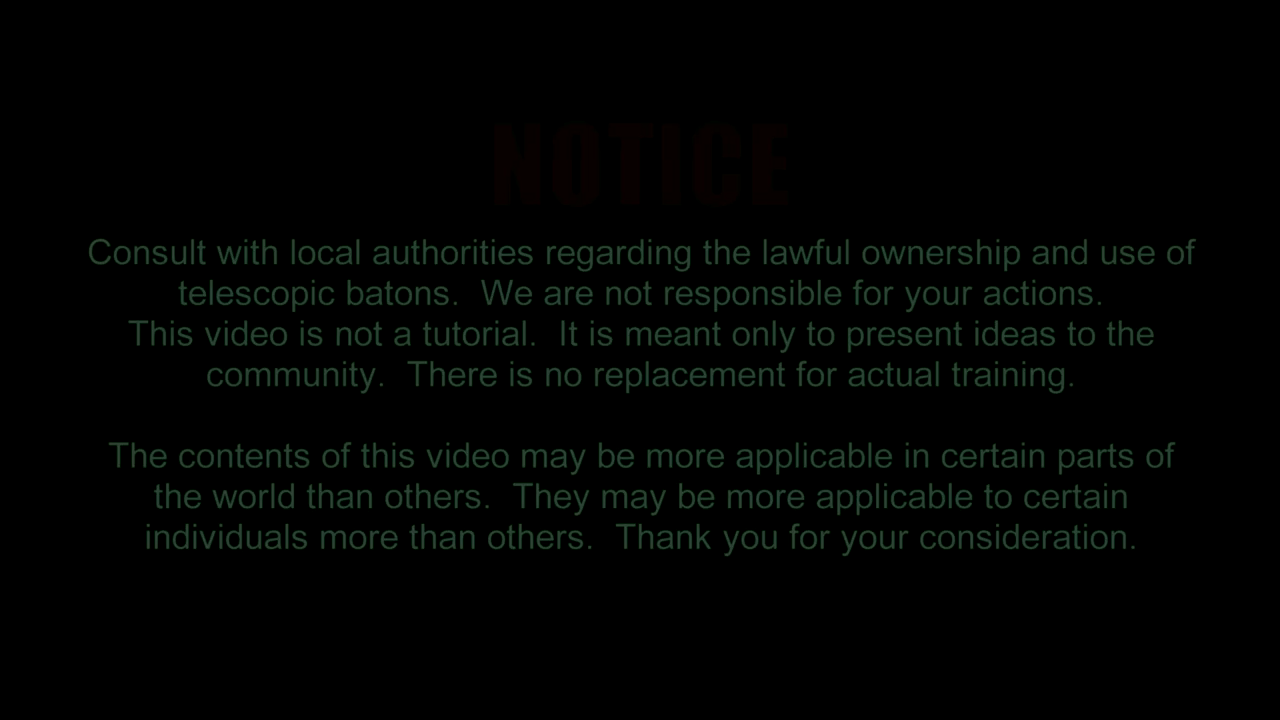 NOTICE
Consult with local authorities regarding the lawful ownership and use of
telescopic batons.  We are not responsible for your actions.
This video is not a tutorial.  It is meant only to present ideas to the
community.  There is no replacement for actual training.
The contents of this video may be more applicable in certain parts of
the world than others.  They may be more applicable to certain
individuals more than others.  Thank you for your consideration.